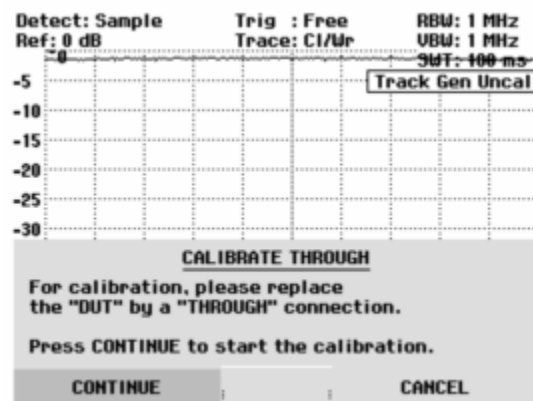 Detect: Sample Trig : Free RBW: 1 MHz
Ref: 0 dB Trace: Cl/Wr VBW: 1 MHz
0 SWT: 100 ms
Track Gen Uncal
-5
-10
-15
-20
-25
-30
CALIBRATE THROUGH
For calibration, please replace
the "DUT" by a "THROUGH" connection.
Press CONTINUE to start the calibration.
CONTINUE CANCEL